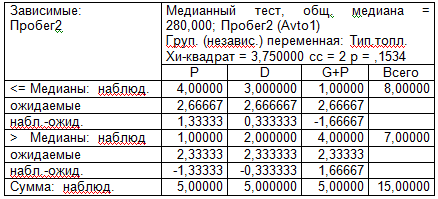 Зависимые:
Пробег2
Медианный тест, общ. медиана =
280,000; Пробег2 (Avto1)
Груп. (независ.) переменная: Тип.топл.
Хи-квадрат = 3,750000 сс = 2 p = ,1534
P D G+P Всего
<= Медианы: наблюд. 4,00000 3,000000 1,00000 8,00000
ожидаемые 2,66667 2,666667 2,66667
набл.-ожид. 1,33333 0,333333 -1,66667
> Медианы: наблюд 1,00000 2,000000 4,00000 7,00000
ожидаемые 2,33333 2,333333 2,33333
набл.-ожид. -1,33333 -0,333333 1,66667
Сумма: наблюд. 5,00000 5,000000 5,00000 15,00000